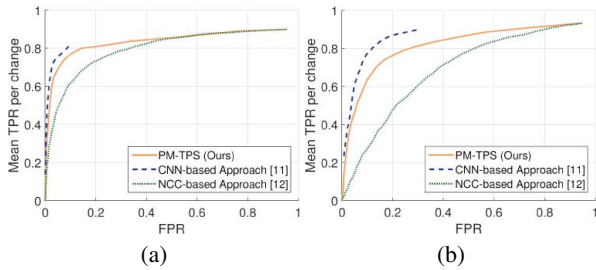 1
0.8
0.6
0.4
0.2
0
Mean TPR per change
PM-TPS (Ours)
CNN-based Approach [11]
NCC-based Approach [12]
0 0.2 0.4 0.6 0.8 1
FPR
(a)
1
0.8
0.6
0.4
0.2
0
Mean TPR per change
PM-TPS (Ours)
CNN-based Approach [11]
NCC-based Approach [12]
0 0.2 0.4 0.6 0.8 1
FPR
(b)